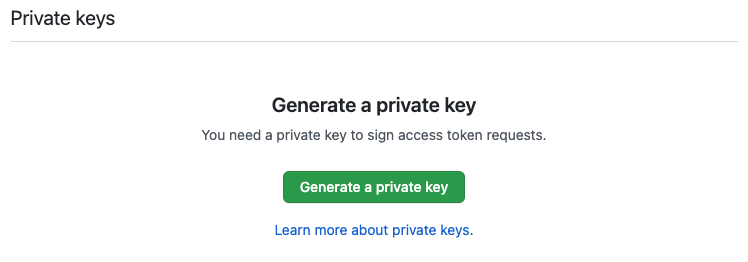 Private keys
Generate a private key
You need a private key to sign access token requests.
Generate a private key
Learn more about private keys.